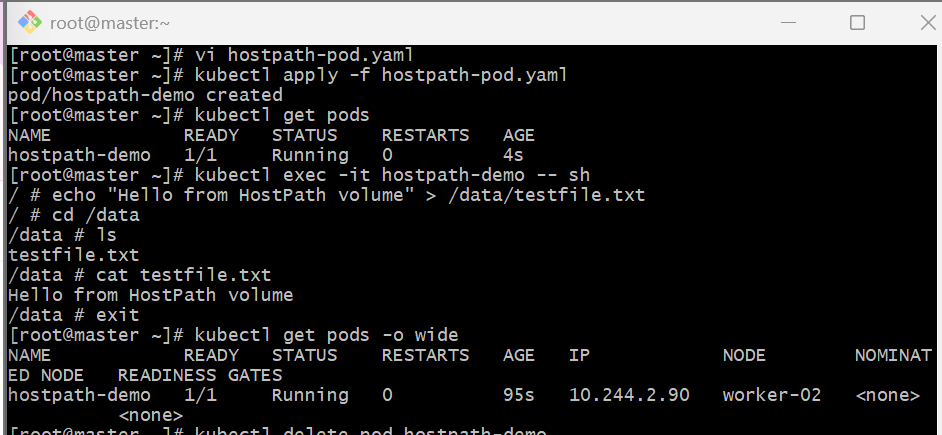 root@master:~
[root@master ~]# vi hostpath-pod.yaml
[root@master ~]# kubectl apply -f hostpath-pod.yaml
pod/hostpath-demo created
[root@master ~]# kubectl get pods
NAME            READY   STATUS    RESTARTS   AGE
hostpath-demo   1/1     Running   0          4s
[root@master ~]# kubectl exec -it hostpath-demo -- sh
/ # echo "Hello from HostPath volume" > /data/testfile.txt
/ # cd /data
/data # ls
testfile.txt
/data # cat testfile.txt
Hello from HostPath volume
/data # exit
[root@master ~]# kubectl get pods -o wide
NAME            READY   STATUS    RESTARTS   AGE   IP            NODE        NOMINAT
ED NODE   READINESS GATES
hostpath-demo   1/1     Running   0          95s   10.244.2.90   worker-02   <none>
          <none>
[root@master ~]# kubectl delete pod hostpath-demo